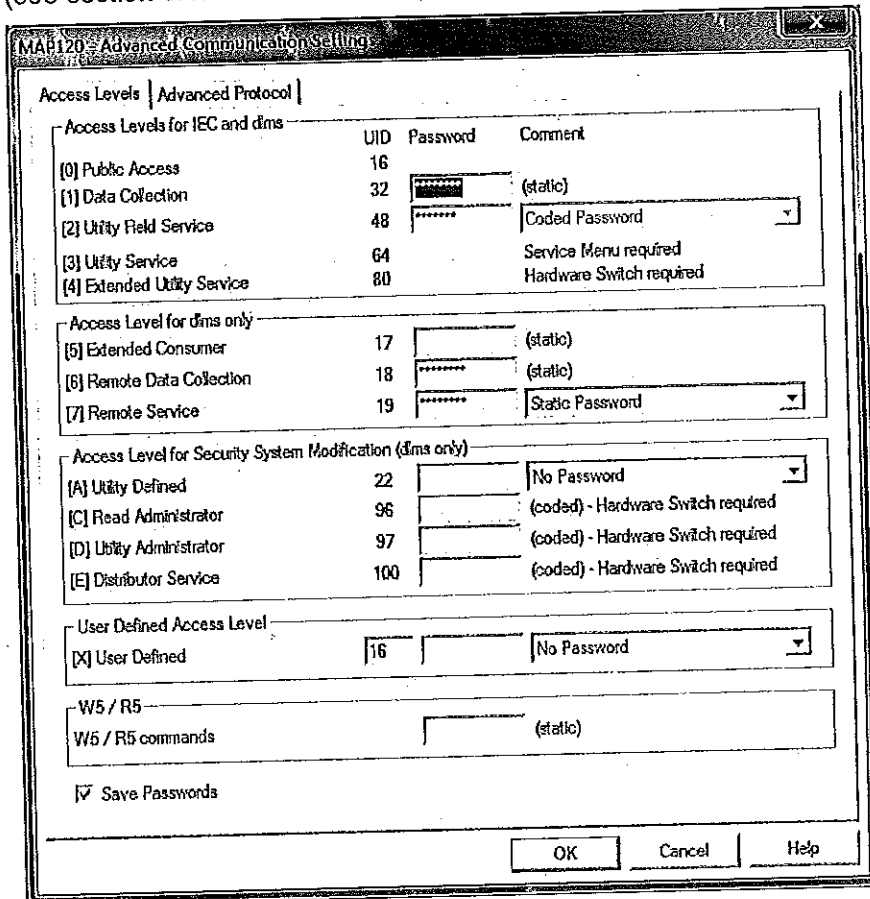 (see section
MAP120 - Advanced Communication Settings
Access Levels Advanced Protocol
Access Levels for IEC and dlms
UID Password Comment
[0] Public Access 16
[1] Data Collection 32 ******* (static)
[2] Utility Field Service 48 ******* Coded Password
[3] Utility Service 64 Service Menu required
[4] Extended Utility Service 80 Hardware Switch required
Access Level for dlms only
[5] Extended Consumer 17 (static)
[6] Remote Data Collection 18 ******** (static)
[7] Remote Service 19 ******** Static Password
Access Level for Security System Modification (dlms only)
[A] Utility Defined 22 No Password
[C] Read Administrator 96 (coded) - Hardware Switch required
[D] Utility Administrator 97 (coded) - Hardware Switch required
[E] Distributor Service 100 (coded) - Hardware Switch required
User Defined Access Level
[X] User Defined 16 No Password
W5 / R5
W5 / R5 commands (static)
Save Passwords
OK Cancel Help